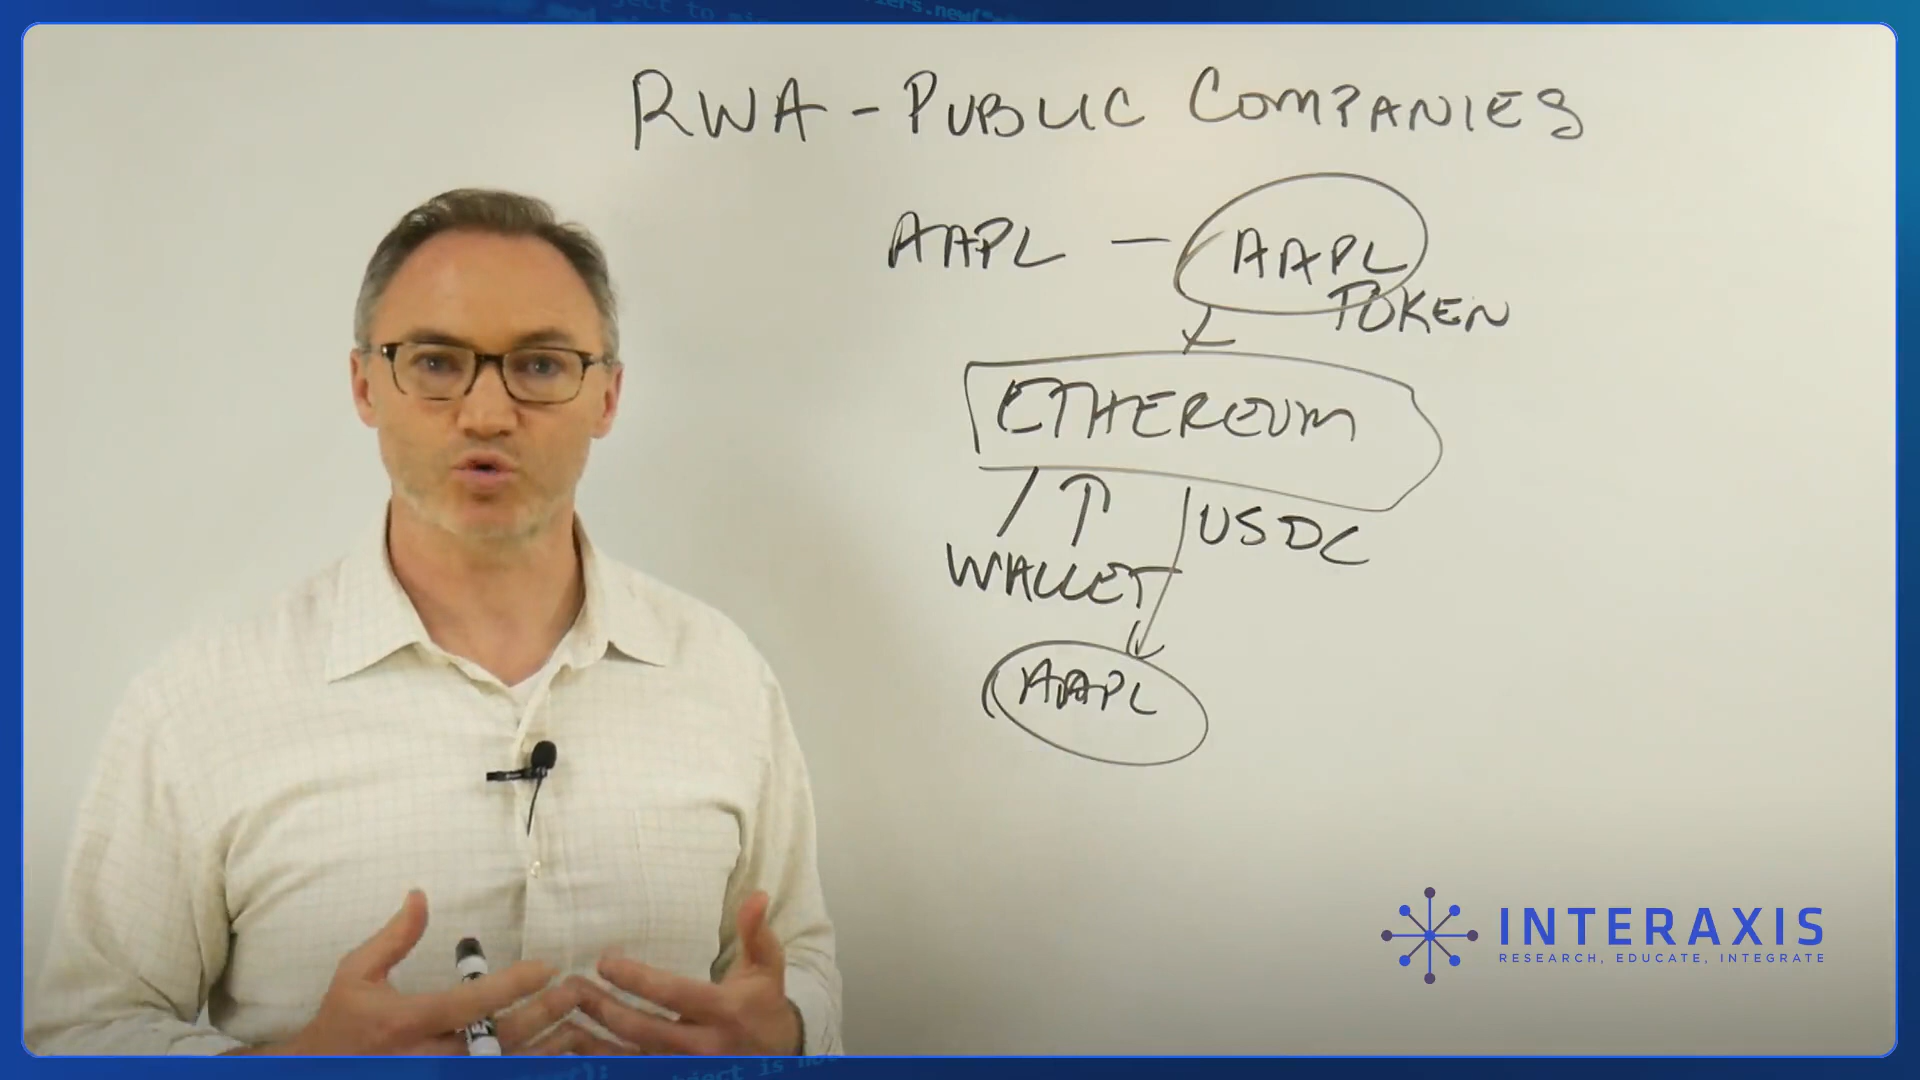 RWA - PUBLIC COMPANIES
AAPL — AAPL
TOKEN
ETHEREUM
USDC
WALLET
AAPL
INTERAXIS
RESEARCH, EDUCATE, INTEGRATE